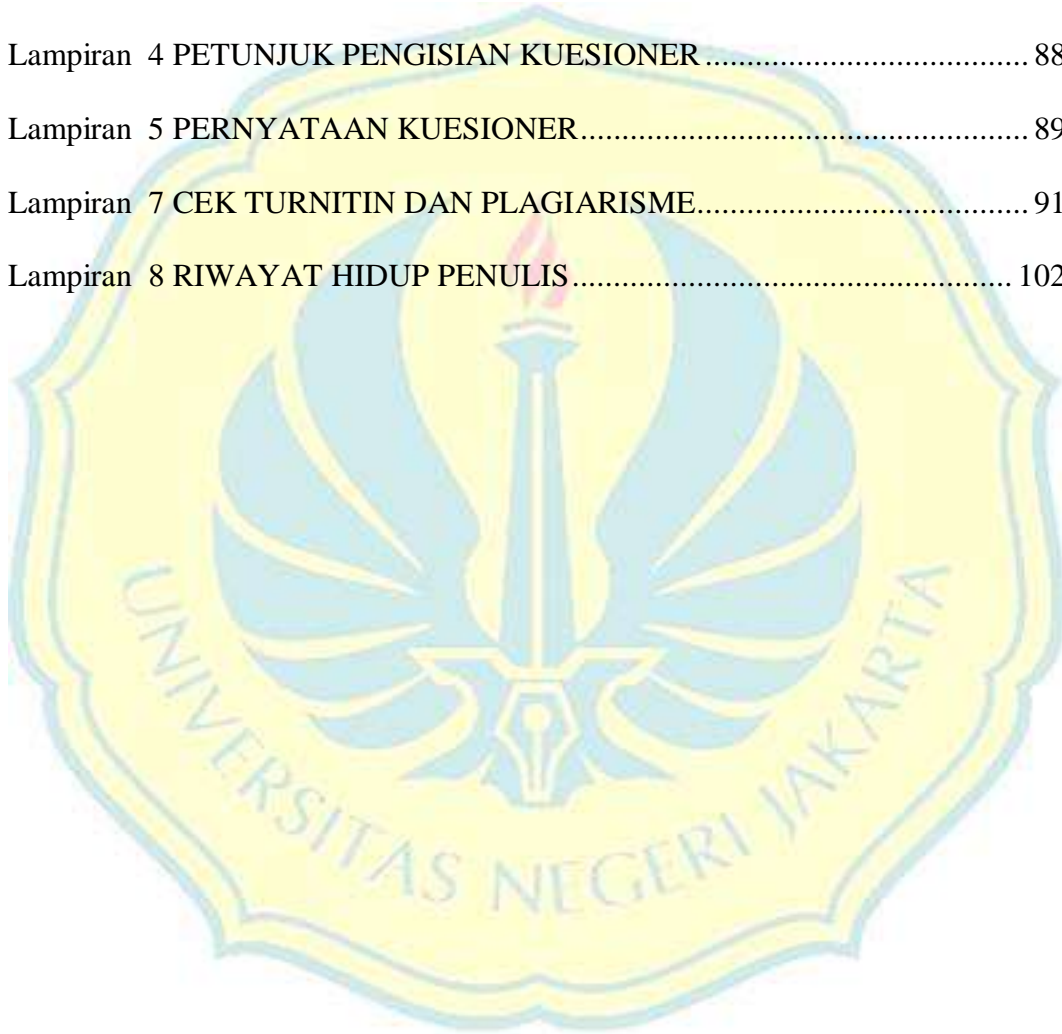 Lampiran  4 PETUNJUK PENGISIAN KUESIONER.................................... 88
Lampiran  5 PERNYATAAN KUESIONER.................................................. 89
Lampiran  7 CEK TURNITIN DAN PLAGIARISME..................................... 91
Lampiran  8 RIWAYAT HIDUP PENULIS................................................. 102
UNIVERSITAS NEGERI JAKARTA